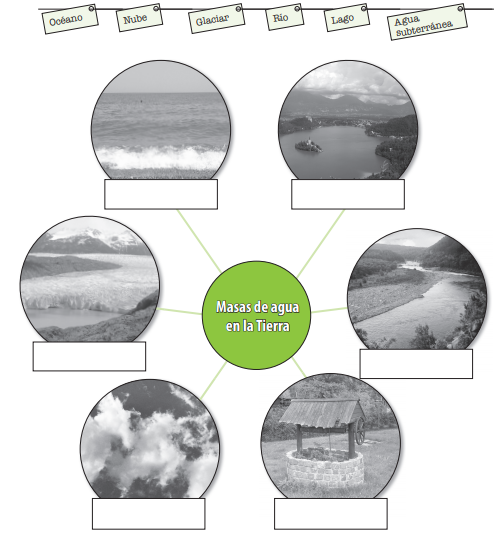 Océano
Nube
Glaciar
Río
Lago
Agua
subterránea
Masas de agua
en la Tierra